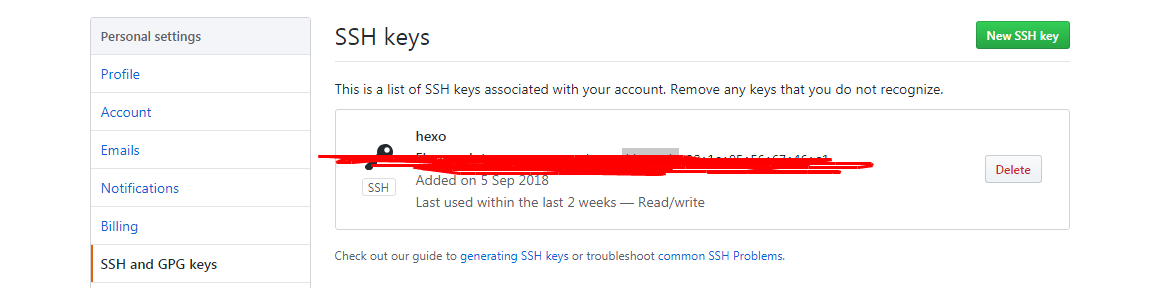 Personal settings
Profile
Account
Emails
Notifications
Billing
SSH and GPG keys
SSH keys
New SSH key
This is a list of SSH keys associated with your account. Remove any keys that you do not recognize.
hexo
SSH
Added on 5 Sep 2018
Last used within the last 2 weeks — Read/write
Delete
Check out our guide to generating SSH keys or troubleshoot common SSH Problems.